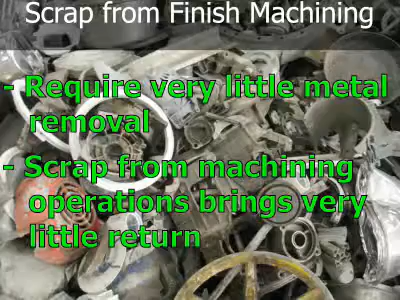 Scrap from Finish Machining
- Require very little metal
removal
- Scrap from machining
operations brings very
little return